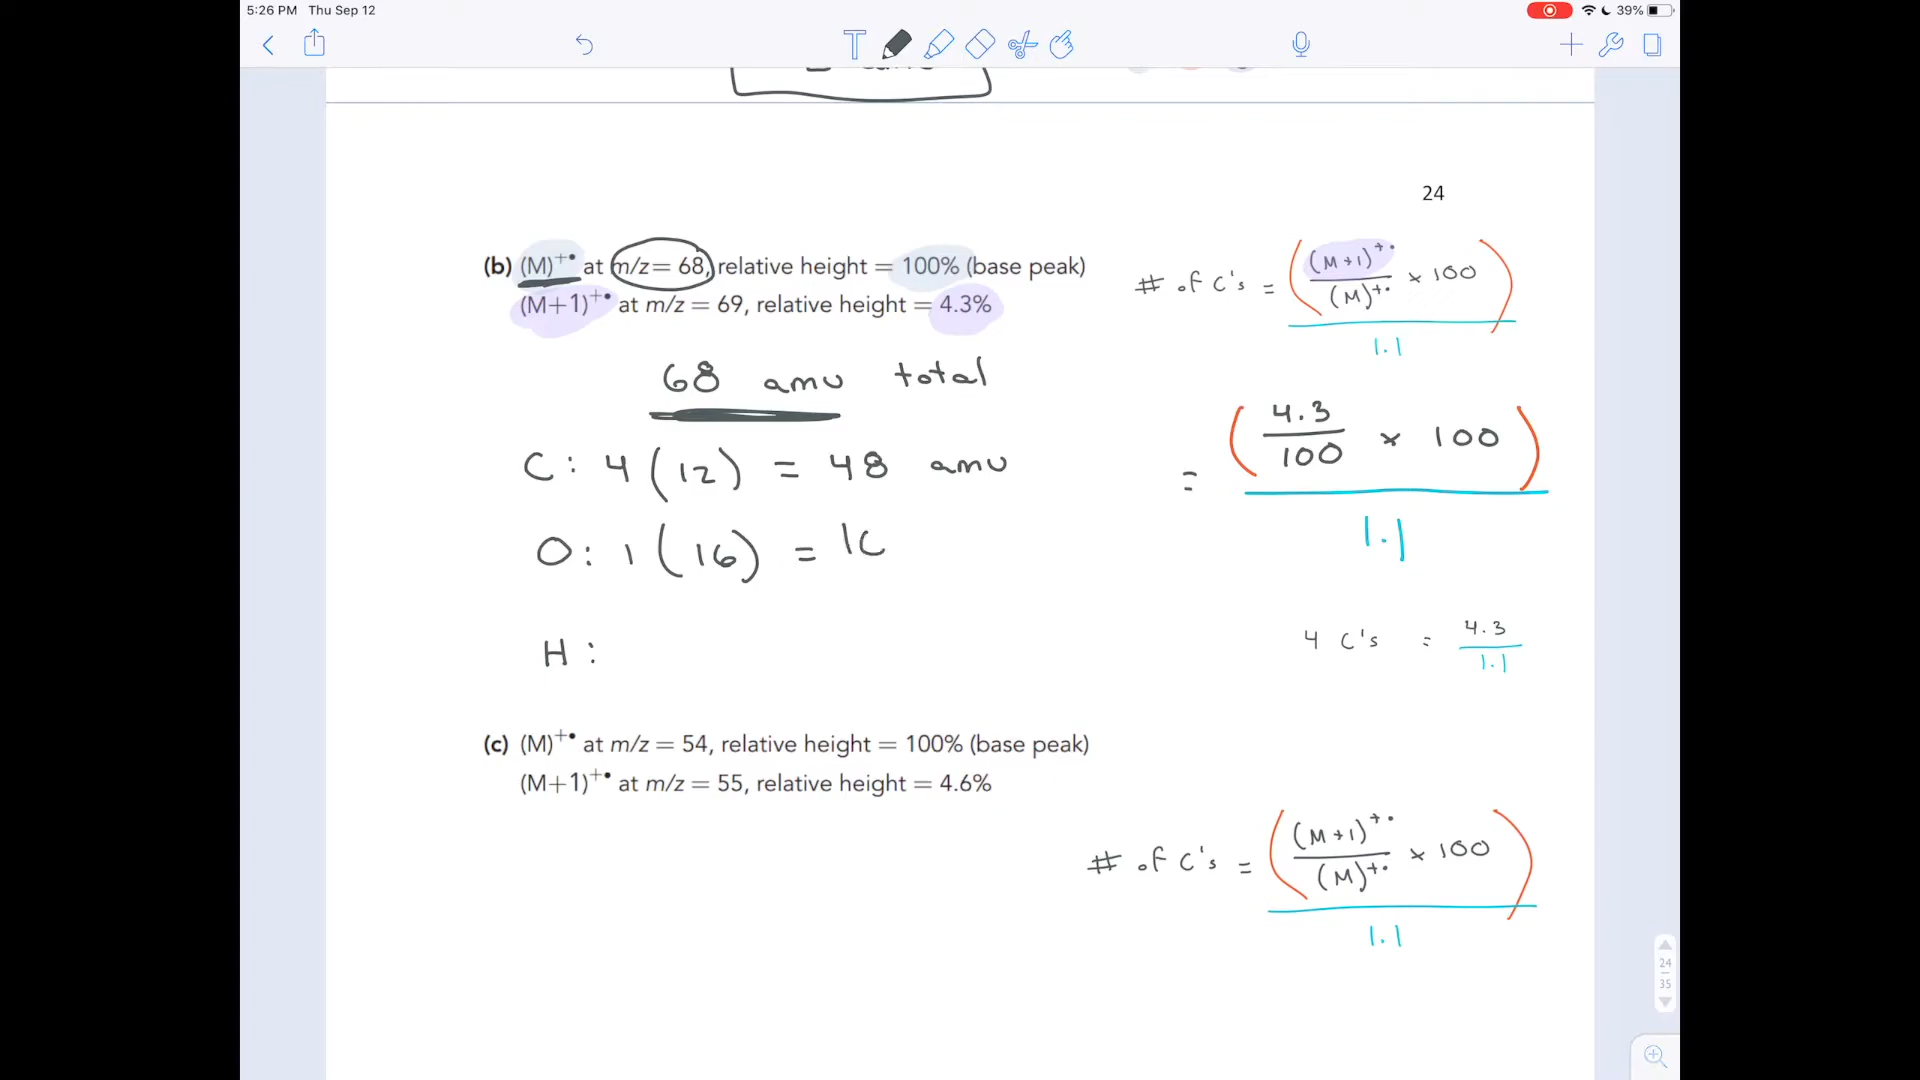 5:26 PM Thu Sep 12
39%
T
24
(b) (M)⁺• at m/z = 68, relative height = 100% (base peak)
(M+1)⁺• at m/z = 69, relative height = 4.3%
# of C's = ( (M+1)⁺• / (M)⁺• × 100 ) / 1.1
68 amu total
= ( 4.3 / 100 × 100 ) / 1.1
C: 4 (12) = 48 amu
O: 1 (16) =
H:
4 C's = 4.3 / 1.1
(c) (M)⁺• at m/z = 54, relative height = 100% (base peak)
(M+1)⁺• at m/z = 55, relative height = 4.6%
# of C's = ( (M+1)⁺• / (M)⁺• × 100 ) / 1.1
24
35